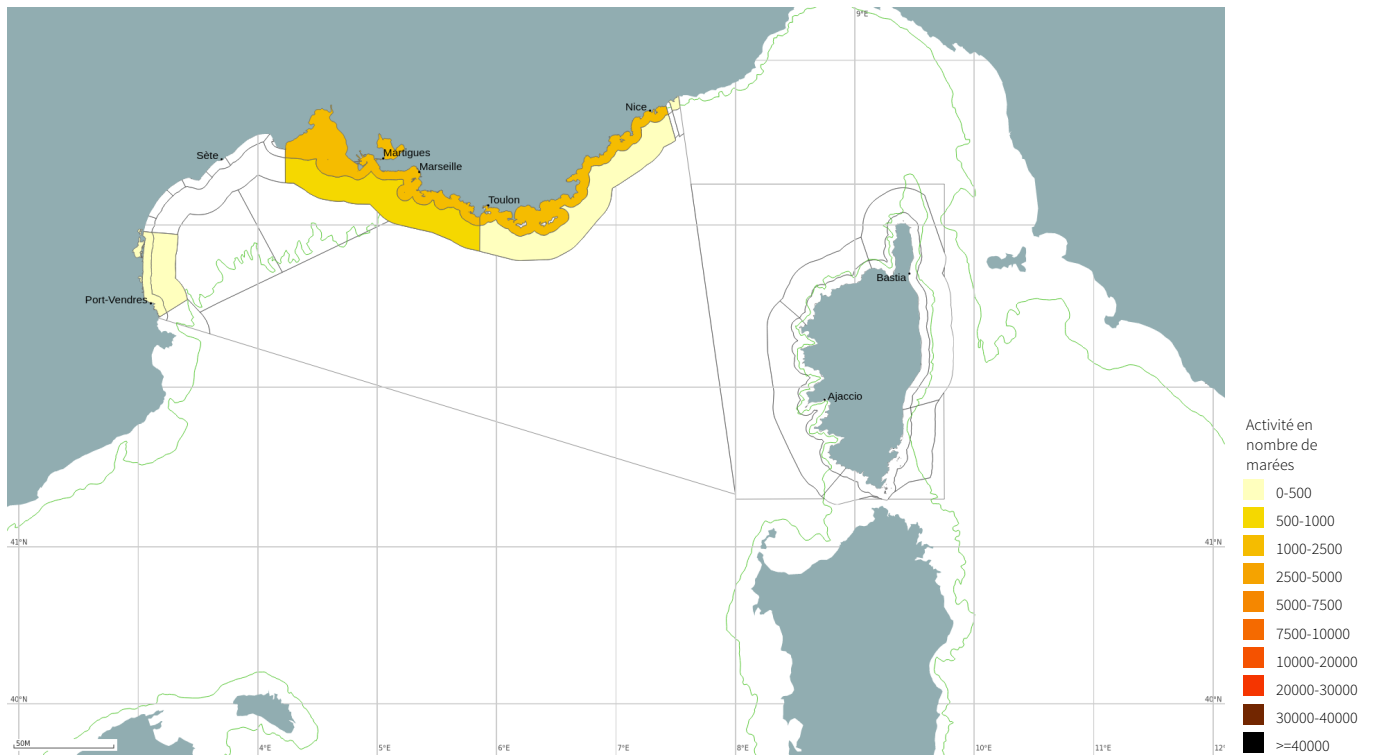 9°E
Nice
Sète
Martigues
Marseille
Toulon
Bastia
Port-Vendres
Ajaccio
Activité en
nombre de
marées
0-500
500-1000
1000-2500
2500-5000
5000-7500
7500-10000
10000-20000
20000-30000
30000-40000
>=40000
41°N
41°N
40°N
40°N
50M
4°E
5°E
6°E
7°E
8°E
10°E
11°E
12°